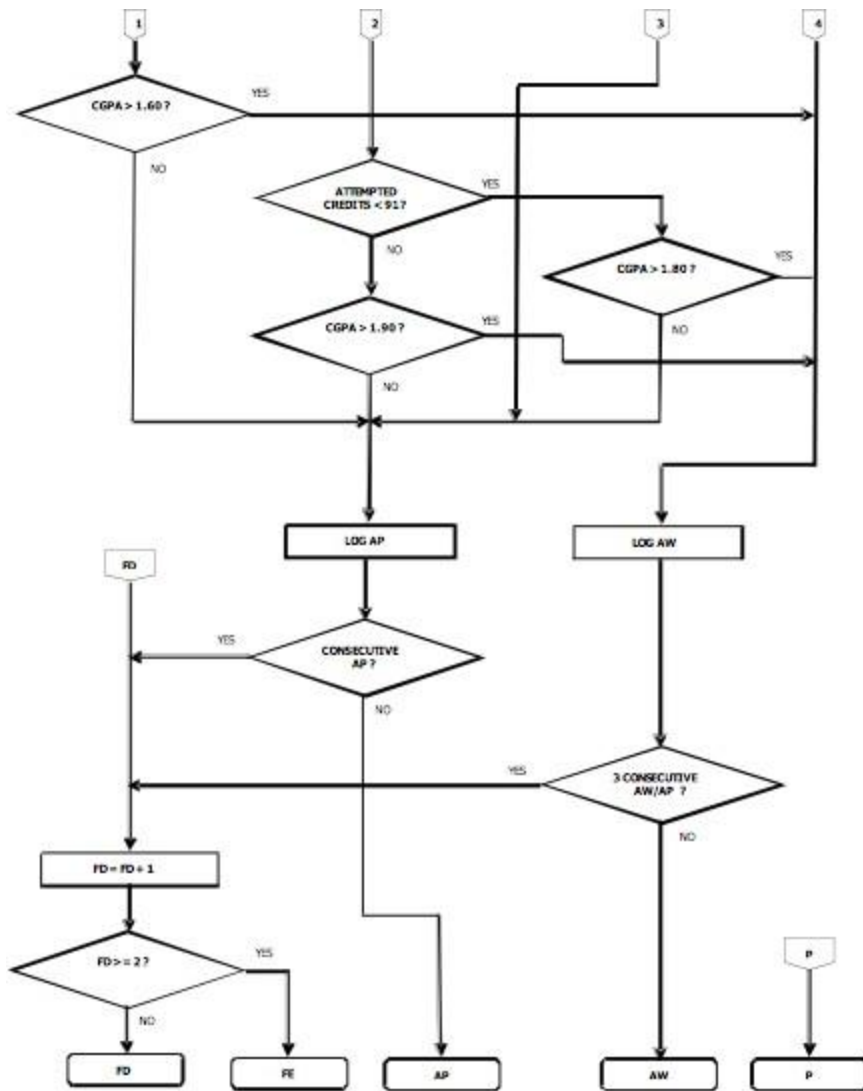 1
2
3
4
CGPA > 1.60 ?
YES
NO
ATTEMPTED
CREDITS < 91?
YES
NO
CGPA > 1.80 ?
YES
NO
CGPA > 1.90 ?
YES
NO
LOG AP
LOG AW
FD
CONSECUTIVE
AP ?
YES
NO
3 CONSECUTIVE
AW/AP ?
YES
NO
FD = FD + 1
FD > = 2 ?
YES
NO
P
FD
FE
AP
AW
P